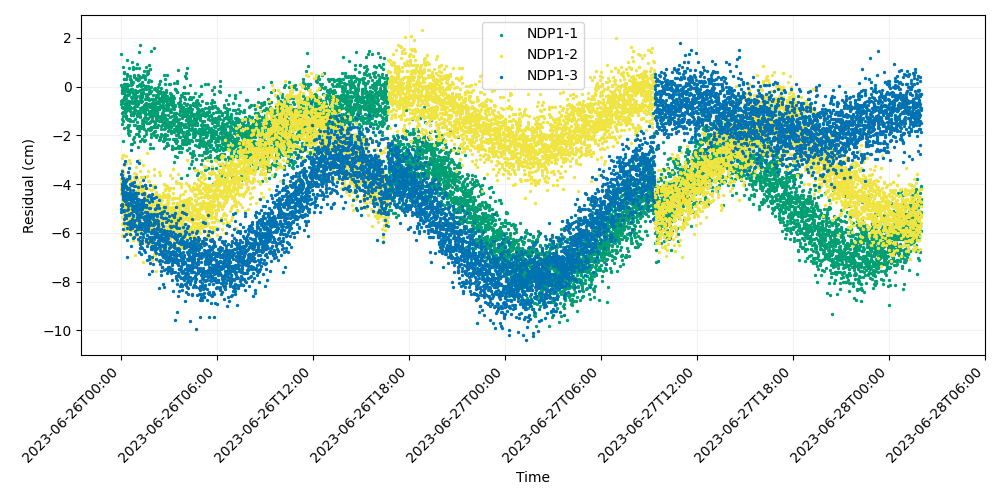 NDP1-1
NDP1-2
NDP1-3
Residual (cm)
2
0
−2
−4
−6
−8
−10
2023-06-26T00:00
2023-06-26T06:00
2023-06-26T12:00
2023-06-26T18:00
2023-06-27T00:00
2023-06-27T06:00
2023-06-27T12:00
2023-06-27T18:00
2023-06-28T00:00
2023-06-28T06:00
Time